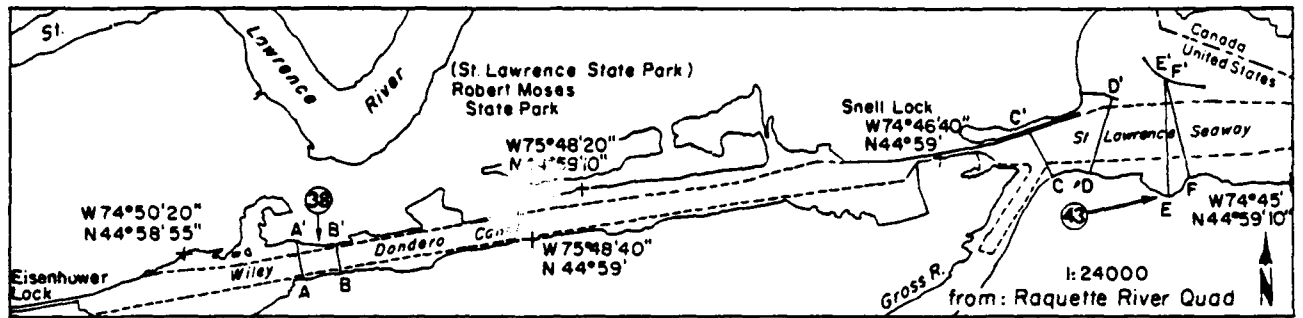 St.
Lawrence
River
(St. Lawrence State Park)
Robert Moses
State Park
Canada
United States
E' F'
D'
Snell Lock
W74°46'40"
N44°59'
C'
St. Lawrence Seaway
W75°48'20"
W74°50'20"
N44°58'55"
38
A' B'
Wiley Dondero
A B
Eisenhower
Lock
W75°48'40"
N44°59'
C D
E F
43
W74°45'
N44°59'10"
Grass R.
1:24000
from: Raquette River Quad
N